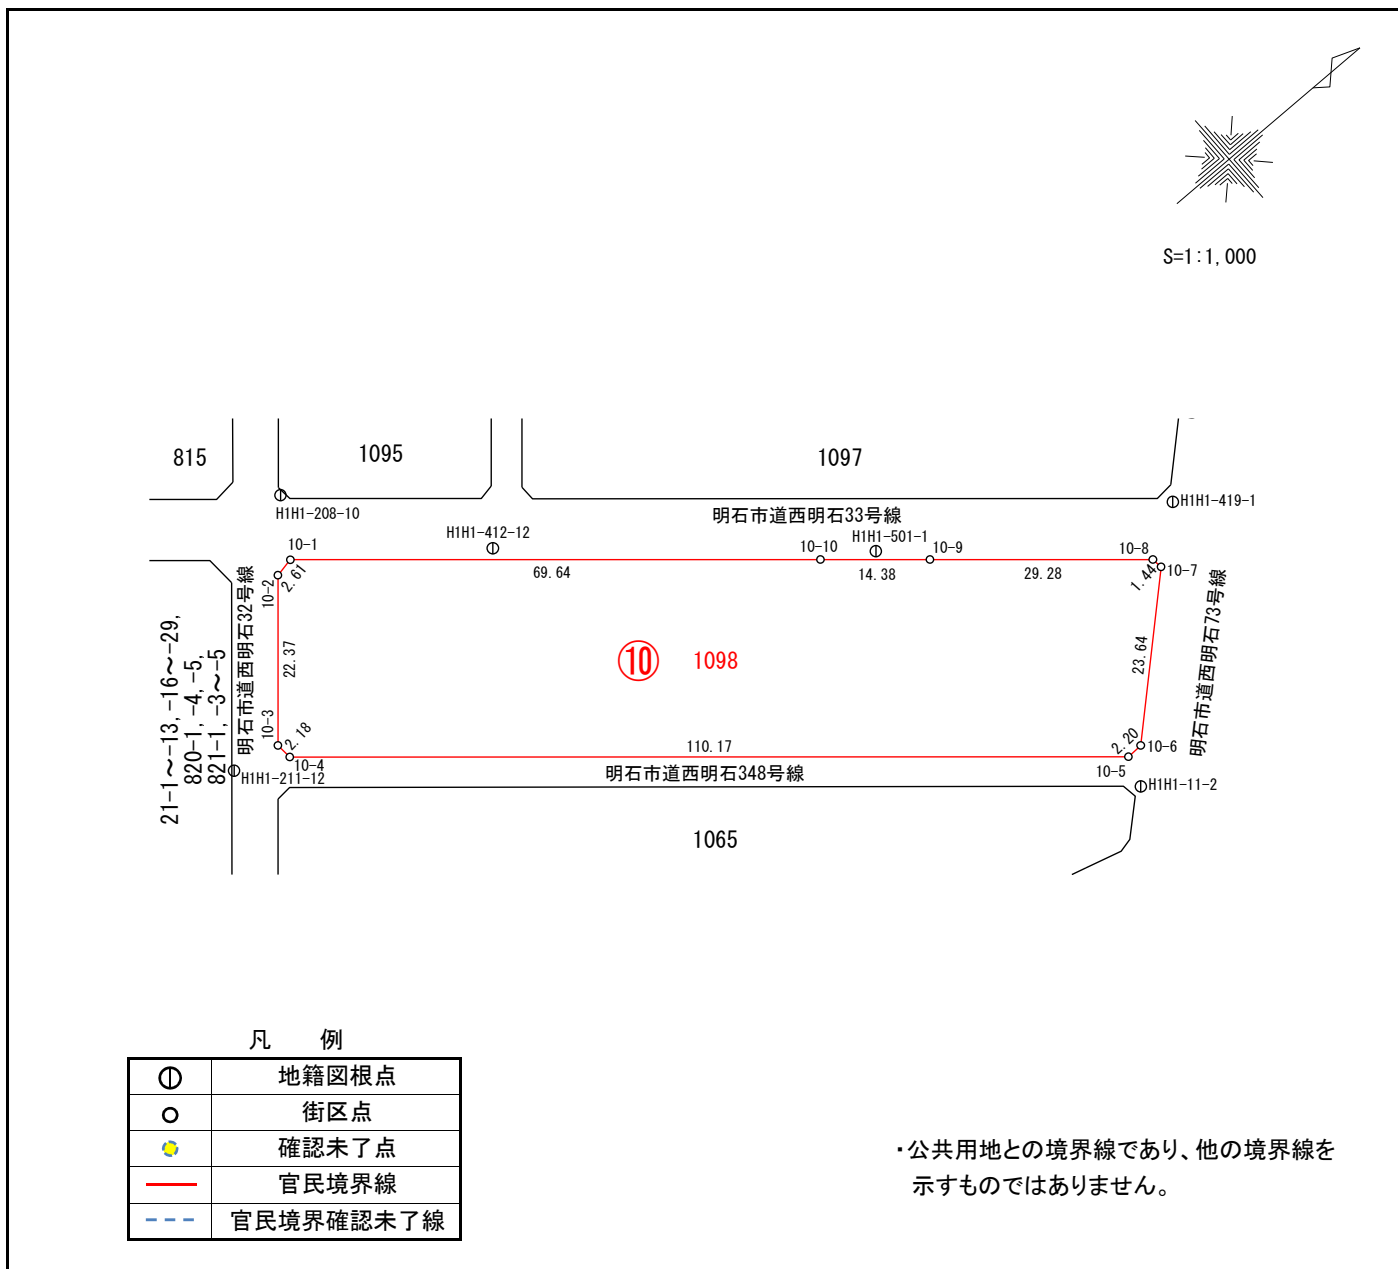 S=1:1,000
815
1095
1097
H1H1-208-10
明石市道西明石33号線
H1H1-419-1
H1H1-412-12
H1H1-501-1
10-1
10-10
10-9
10-8
10-7
69.64
14.38
29.28
1.44
2.61
10-2
明石市道西明石32号線
22.37
10-3
2.18
10-4
⑩ 1098
23.64
明石市道西明石73号線
2.20
10-6
10-5
110.17
明石市道西明石348号線
H1H1-211-12
H1H1-11-2
21-1～-13,-16～-29,
820-1,-4,-5,
821-1,-3～-5
1065
凡 例
地籍図根点
街区点
確認未了点
官民境界線
官民境界確認未了線
・公共用地との境界線であり、他の境界線を
示すものではありません。